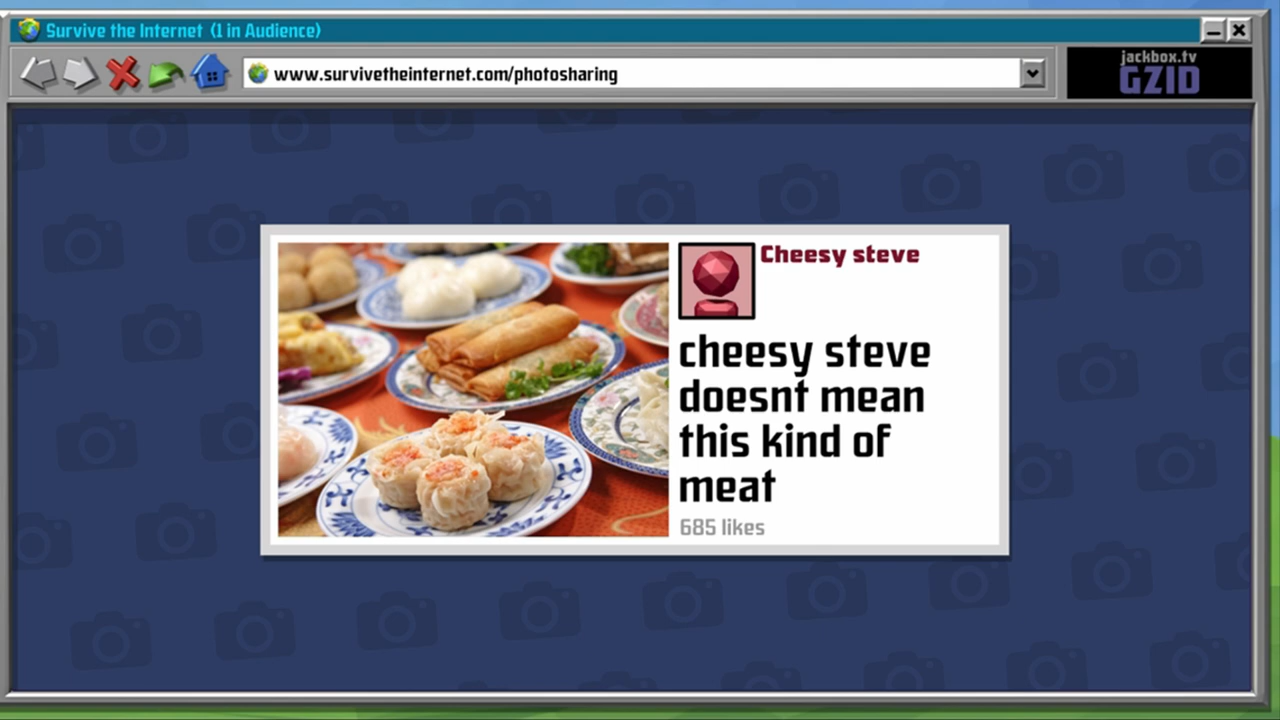 Survive the Internet (1 in Audience)
www.survivetheinternet.com/photosharing
jackbox.tv
GZID
Cheesy steve
cheesy steve
doesnt mean
this kind of
meat
685 likes